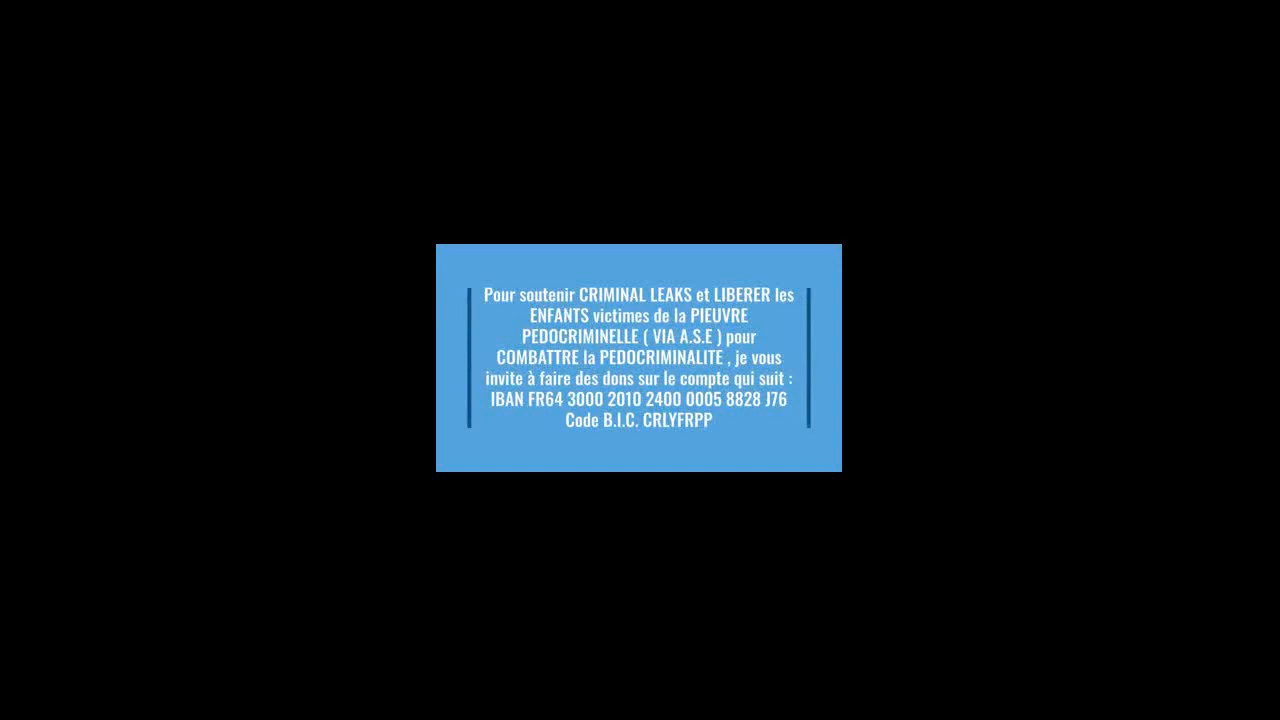 Pour soutenir CRIMINAL LEAKS et LIBERER les
ENFANTS victimes de la PIEUVRE
PEDOCRIMINELLE ( VIA A.S.E ) pour
COMBATTRE la PEDOCRIMINALITE , je vous
invite à faire des dons sur le compte qui suit :
IBAN FR64 3000 2010 2400 0005 8828 J76
Code B.I.C. CRLYFRPP